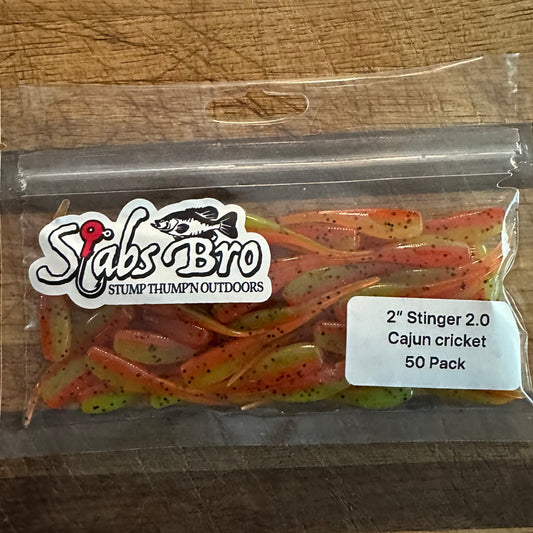 Slabs Bro
STUMP THUMP'N OUTDOORS
2" Stinger 2.0
Cajun cricket
50 Pack